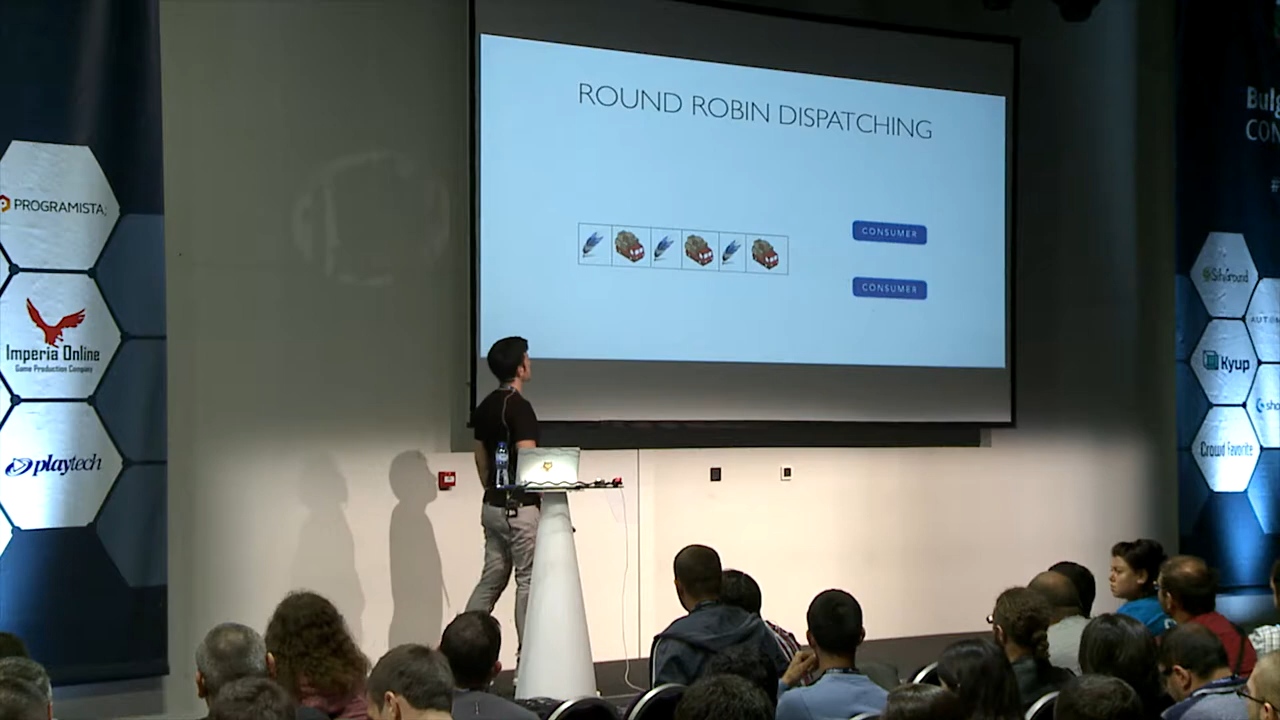 ROUND ROBIN DISPATCHING
CONSUMER
CONSUMER
PROGRAMISTA
Imperia Online
Game Production Company
playtech
SiteGround
Kyup
Crowd Favorite